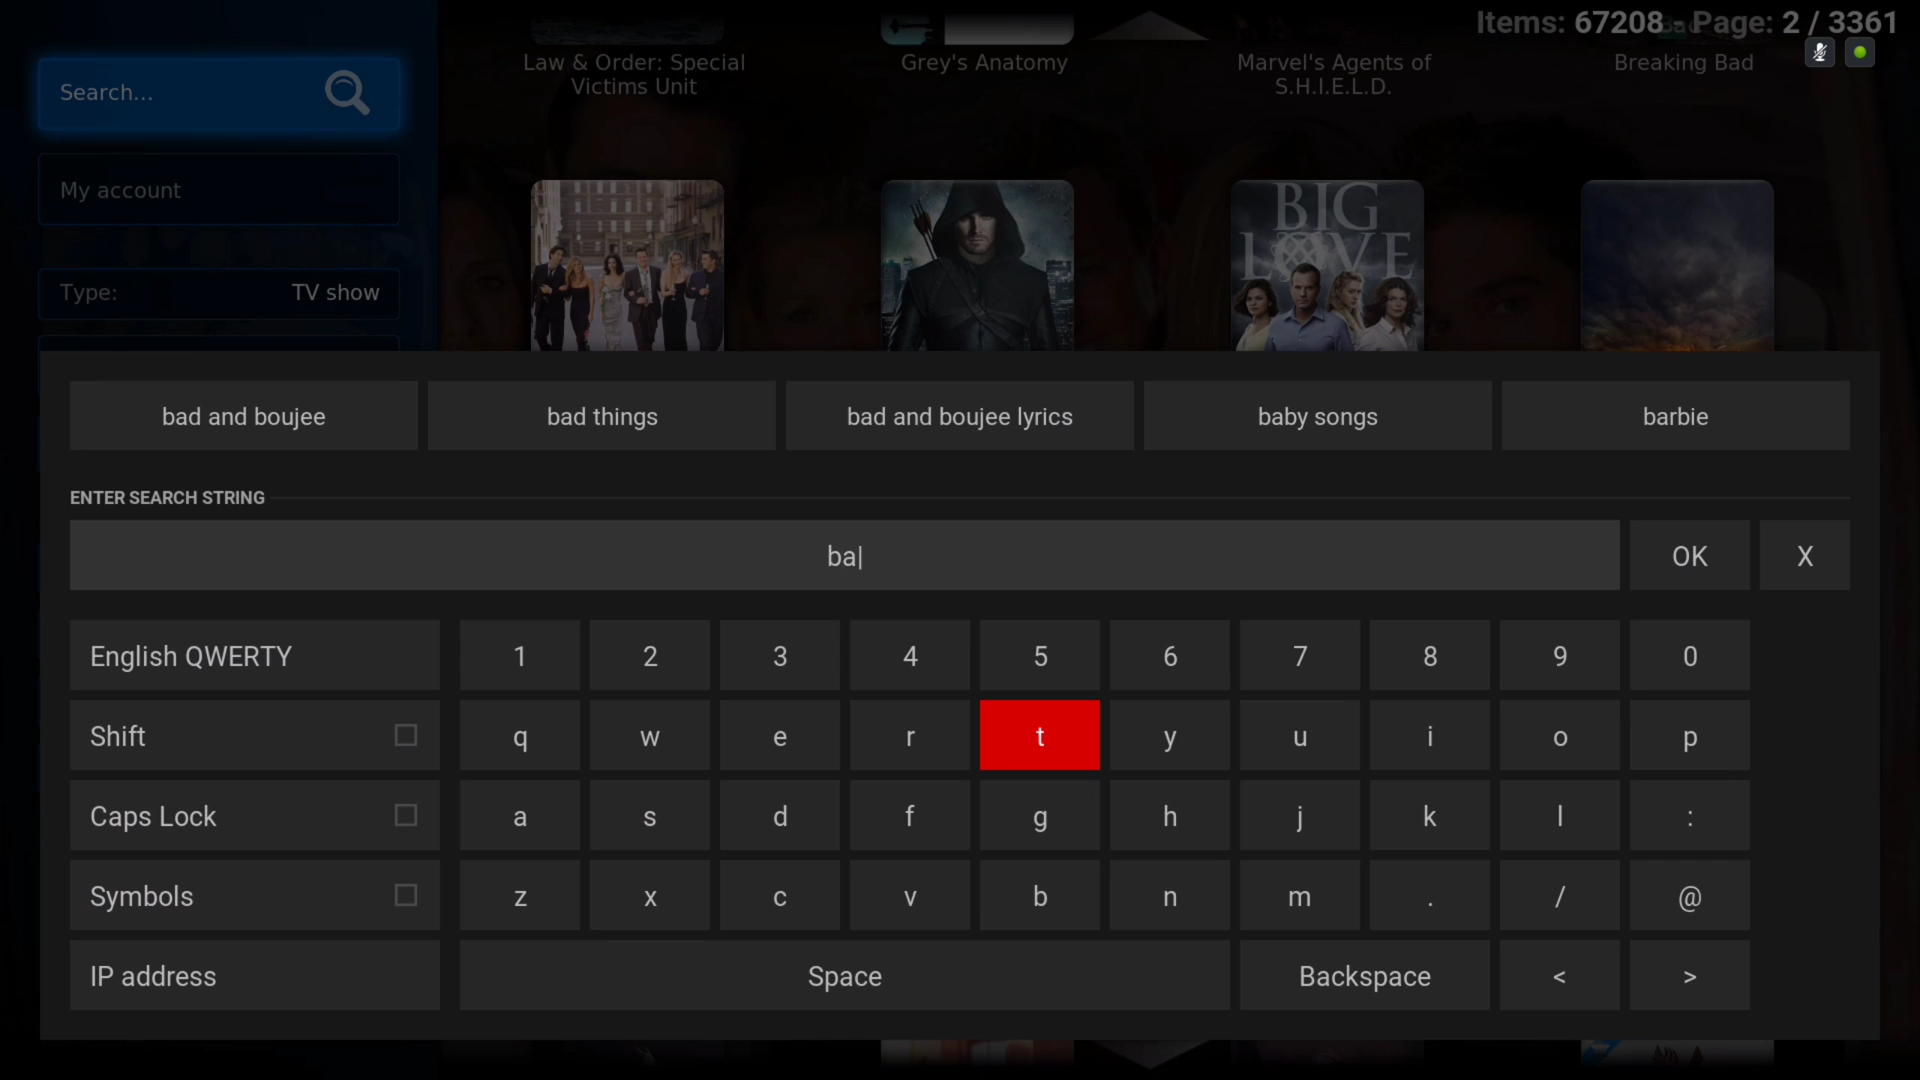 Items: 67208 - Page: 2 / 3361
Search...
Law & Order: Special
Victims Unit
Grey's Anatomy
Marvel's Agents of
S.H.I.E.L.D.
Breaking Bad
My account
Type: TV show
BIG
LOVE
bad and boujee
bad things
bad and boujee lyrics
baby songs
barbie
ENTER SEARCH STRING
ba|
OK
X
English QWERTY 1 2 3 4 5 6 7 8 9 0
Shift q w e r t y u i o p
Caps Lock a s d f g h j k l :
Symbols z x c v b n m . / @
IP address Space Backspace < >